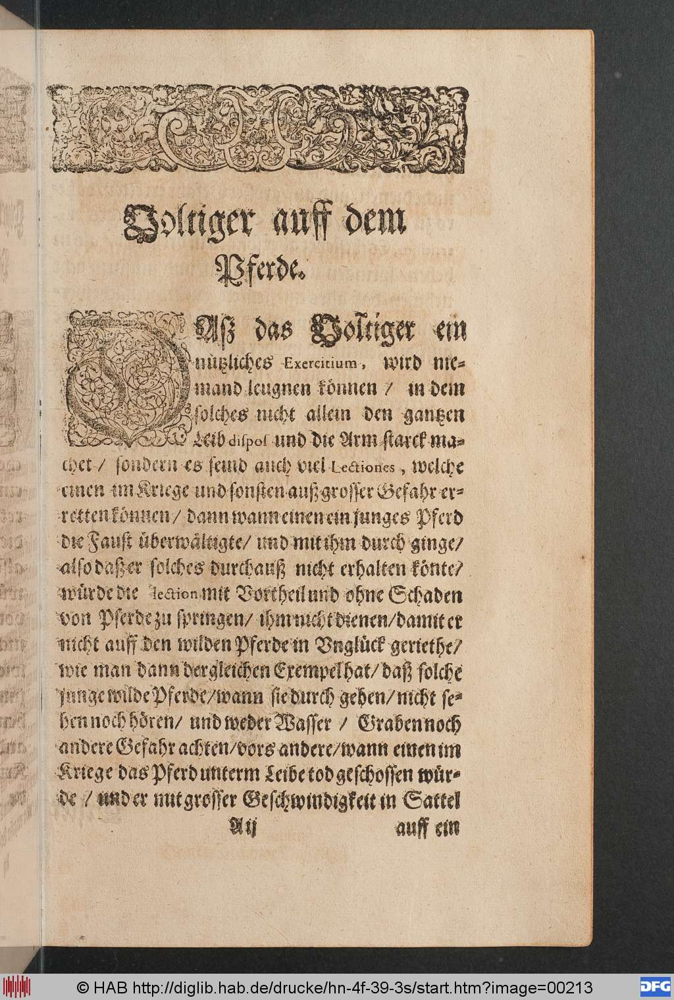 Voltiger auff dem
Pferde.
DAß das Voltiger ein
nützliches Exercitium, wird nie-
mand leugnen können / in dem
solches nicht allein den gantzen
Leib dispos und die Arm starck ma-
chet / sondern es seind auch viel Lectiones, welche
einen im Kriege und sonsten auß grosser Gefahr er-
retten können / dann wann einen ein junges Pferd
die Faust überwältigte / und mit ihm durch ginge /
also daß er solches durchauß nicht erhalten könte /
würde die lection mit Vortheil und ohne Schaden
von Pferde zu springen / ihm nicht dienen / damit er
nicht auff den wilden Pferde in Vnglück geriethe /
wie man dann dergleichen Exempel hat / daß solche
junge wilde Pferde / wann sie durch gehen / nicht se-
hen noch hören / und weder Wasser / Graben noch
andere Gefahr achten / vors andere / wann einen im
Kriege das Pferd unterm Leibe tod geschossen wür-
de / und er mit grosser Geschwindigkeit in Sattel
A ij auff ein
© HAB http://diglib.hab.de/drucke/hn-4f-39-3s/start.htm?image=00213
DFG